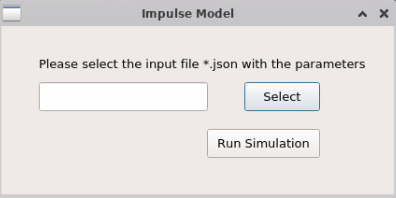 Impulse Model
Please select the input file *.json with the parameters
Select
Run Simulation